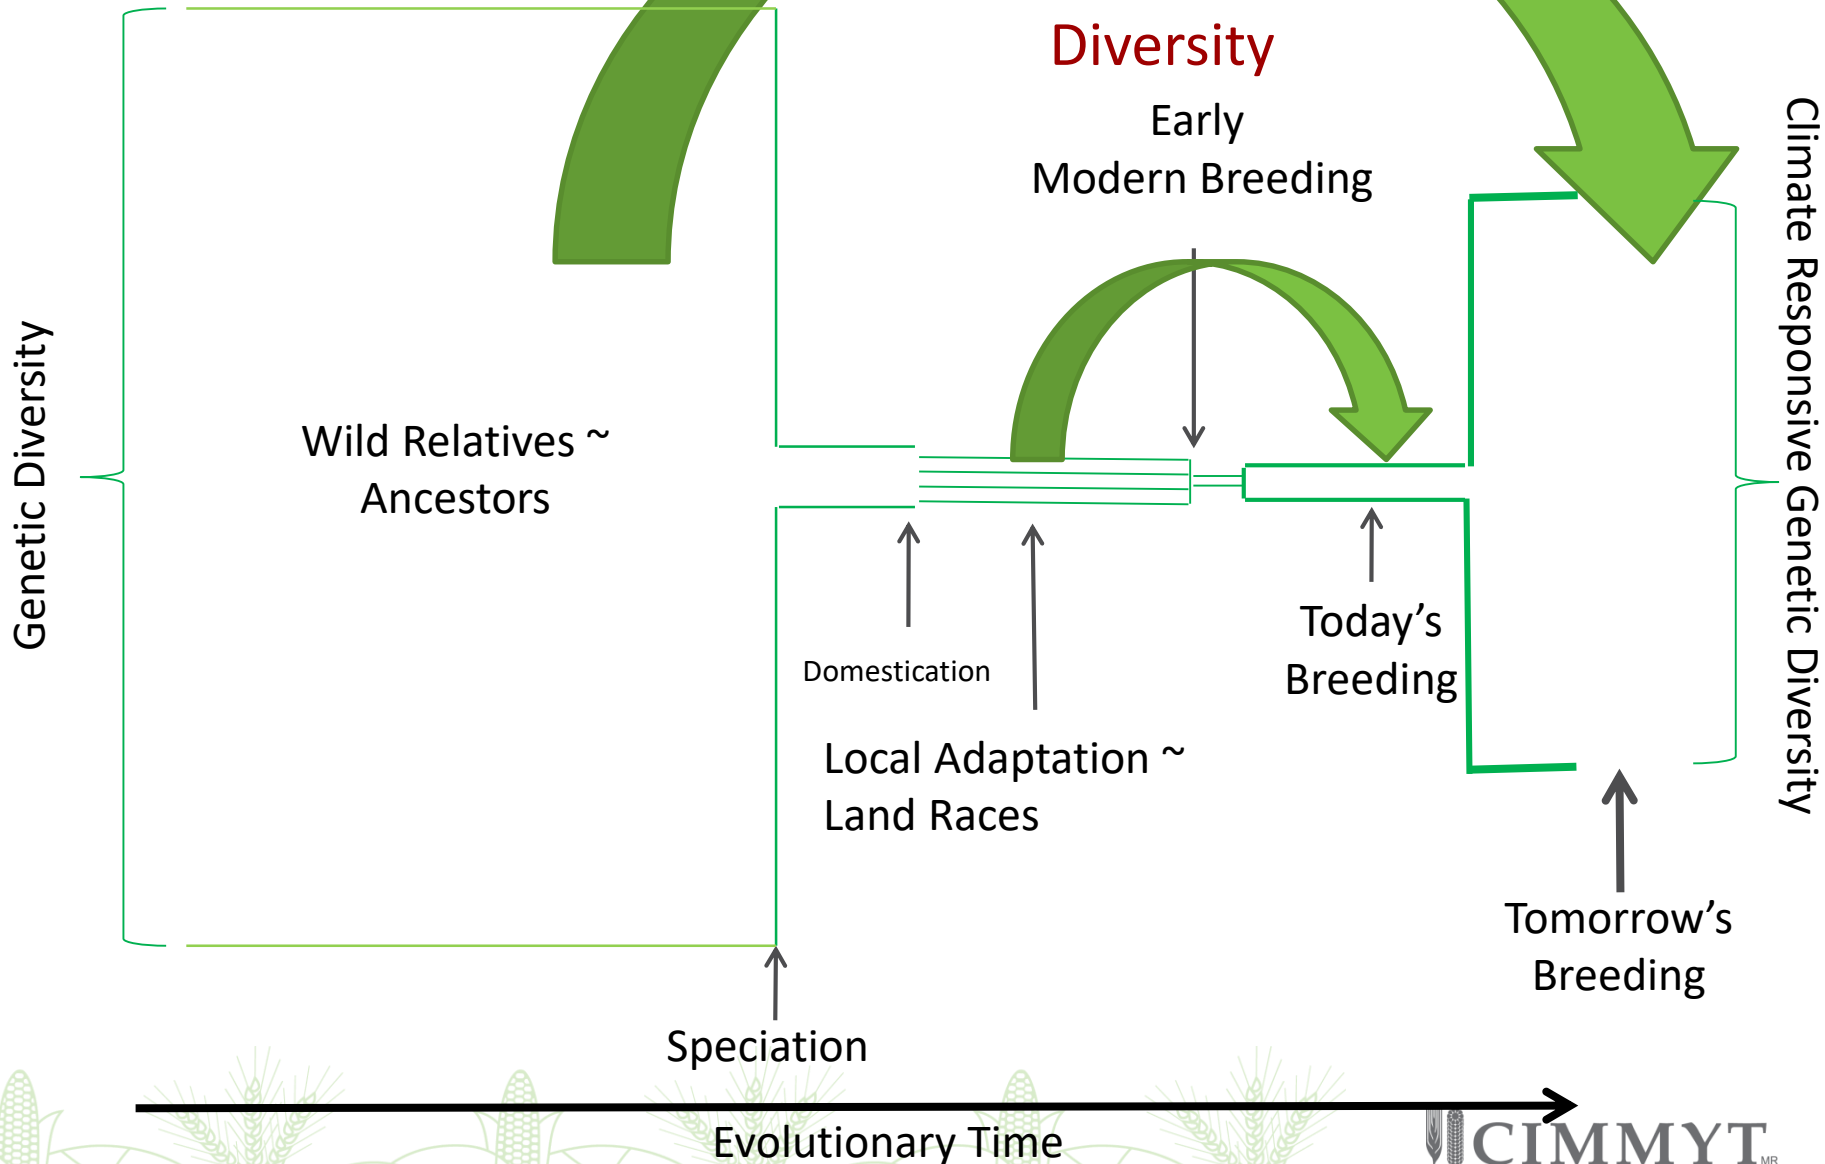 Diversity
Early
Modern Breeding
Genetic Diversity
Wild Relatives ~
Ancestors
Climate Responsive Genetic Diversity
Domestication
Today's
Breeding
Local Adaptation ~
Land Races
Tomorrow's
Breeding
Speciation
Evolutionary Time
CIMMYT
MR